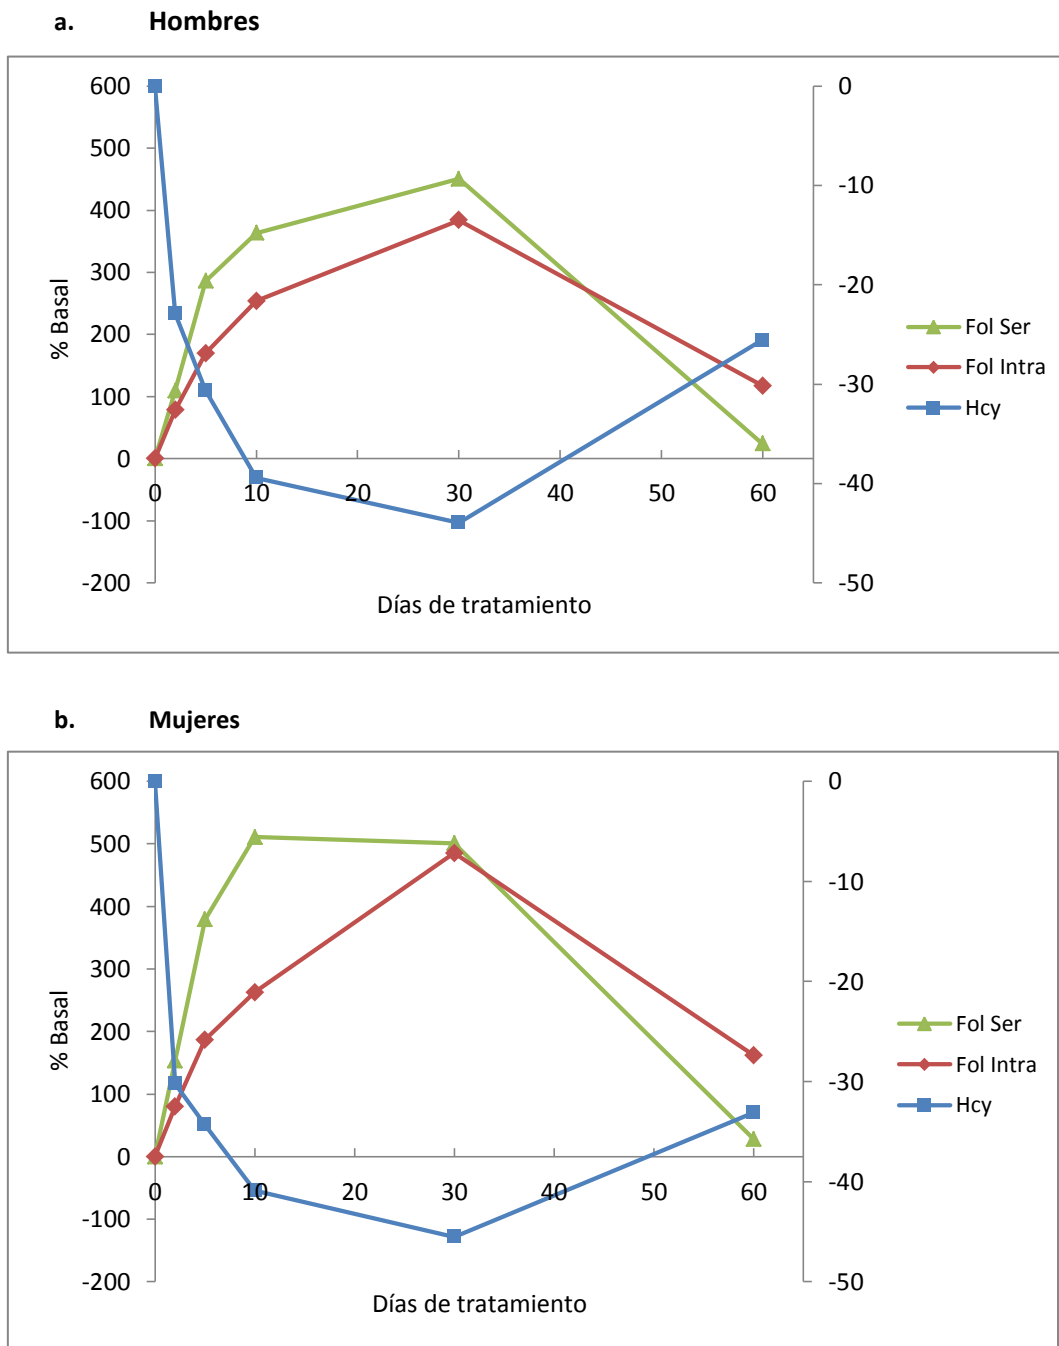 a. Hombres
600
500
400
300
200
100
0
-100
-200
% Basal
0 10 20 30 40 50 60
Días de tratamiento
0
-10
-20
-30
-40
-50
Fol Ser
Fol Intra
Hcy
b. Mujeres
600
500
400
300
200
100
0
-100
-200
% Basal
0 10 20 30 40 50 60
Días de tratamiento
0
-10
-20
-30
-40
-50
Fol Ser
Fol Intra
Hcy